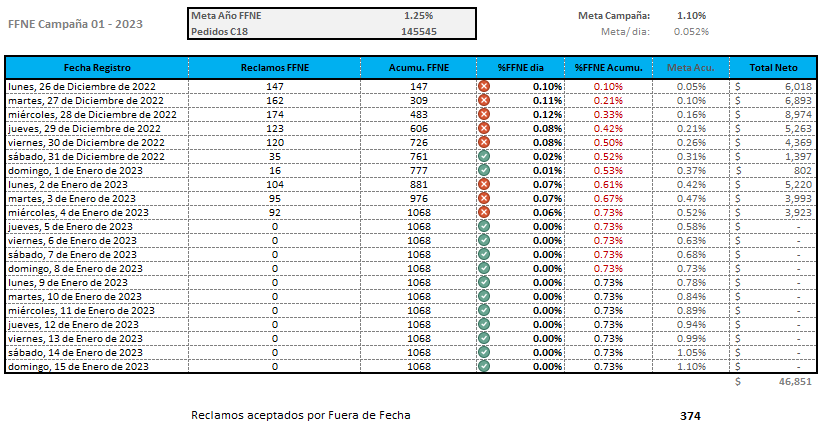 FFNE Campaña 01 - 2023
Meta Año FFNE 1.25% Meta Campaña: 1.10%
Pedidos C18 145545 Meta/ dia: 0.052%
Fecha Registro Reclamos FFNE Acumu. FFNE %FFNE dia %FFNE Acumu. Meta Acu. Total Neto
lunes, 26 de Diciembre de 2022 147 147 0.10% 0.10% 0.05% $ 6,018
martes, 27 de Diciembre de 2022 162 309 0.11% 0.21% 0.10% $ 6,893
miércoles, 28 de Diciembre de 2022 174 483 0.12% 0.33% 0.16% $ 8,974
jueves, 29 de Diciembre de 2022 123 606 0.08% 0.42% 0.21% $ 5,263
viernes, 30 de Diciembre de 2022 120 726 0.08% 0.50% 0.26% $ 4,369
sábado, 31 de Diciembre de 2022 35 761 0.02% 0.52% 0.31% $ 1,397
domingo, 1 de Enero de 2023 16 777 0.01% 0.53% 0.37% $ 802
lunes, 2 de Enero de 2023 104 881 0.07% 0.61% 0.42% $ 5,220
martes, 3 de Enero de 2023 95 976 0.07% 0.67% 0.47% $ 3,993
miércoles, 4 de Enero de 2023 92 1068 0.06% 0.73% 0.52% $ 3,923
jueves, 5 de Enero de 2023 0 1068 0.00% 0.73% 0.58% $ -
viernes, 6 de Enero de 2023 0 1068 0.00% 0.73% 0.63% $ -
sábado, 7 de Enero de 2023 0 1068 0.00% 0.73% 0.68% $ -
domingo, 8 de Enero de 2023 0 1068 0.00% 0.73% 0.73% $ -
lunes, 9 de Enero de 2023 0 1068 0.00% 0.73% 0.78% $ -
martes, 10 de Enero de 2023 0 1068 0.00% 0.73% 0.84% $ -
miércoles, 11 de Enero de 2023 0 1068 0.00% 0.73% 0.89% $ -
jueves, 12 de Enero de 2023 0 1068 0.00% 0.73% 0.94% $ -
viernes, 13 de Enero de 2023 0 1068 0.00% 0.73% 0.99% $ -
sábado, 14 de Enero de 2023 0 1068 0.00% 0.73% 1.05% $ -
domingo, 15 de Enero de 2023 0 1068 0.00% 0.73% 1.10% $ -
$ 46,851
Reclamos aceptados por Fuera de Fecha 374